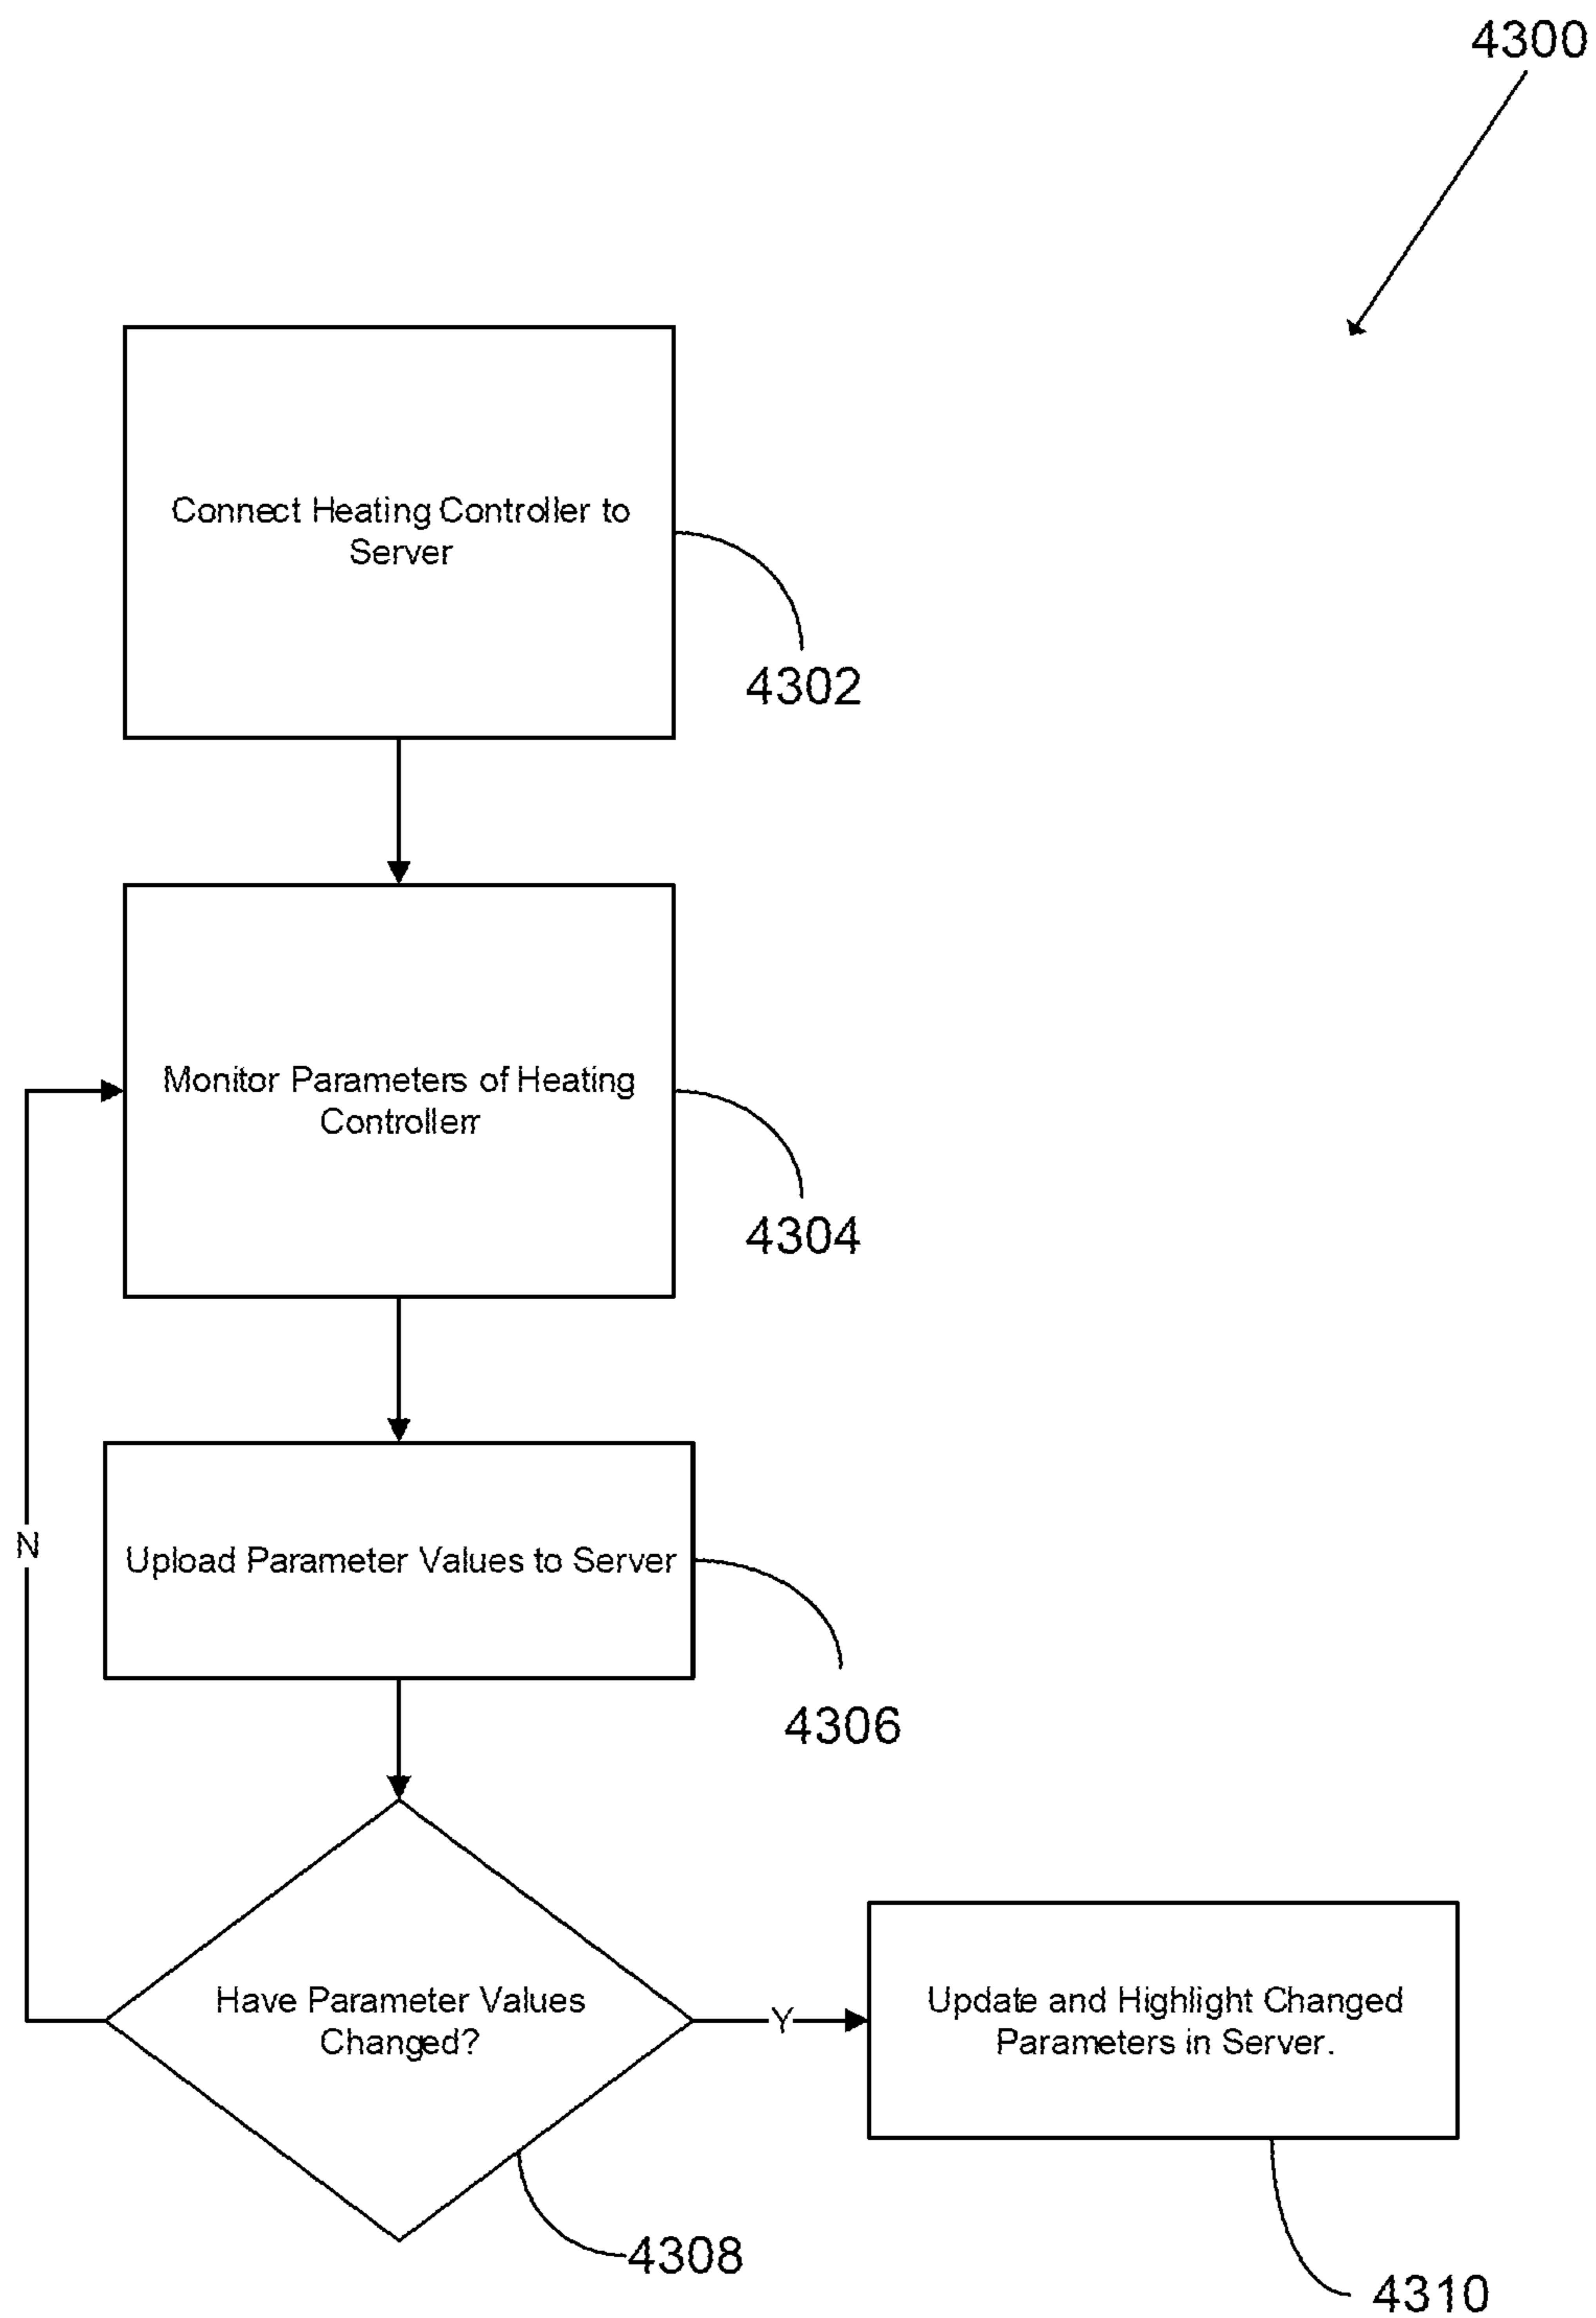 4300
Connect Heating Controller to
Server
4302
Monitor Parameters of Heating
Controllerr
4304
N
Upload Parameter Values to Server
4306
Have Parameter Values
Changed?
Y
Update and Highlight Changed
Parameters in Server.
4308
4310